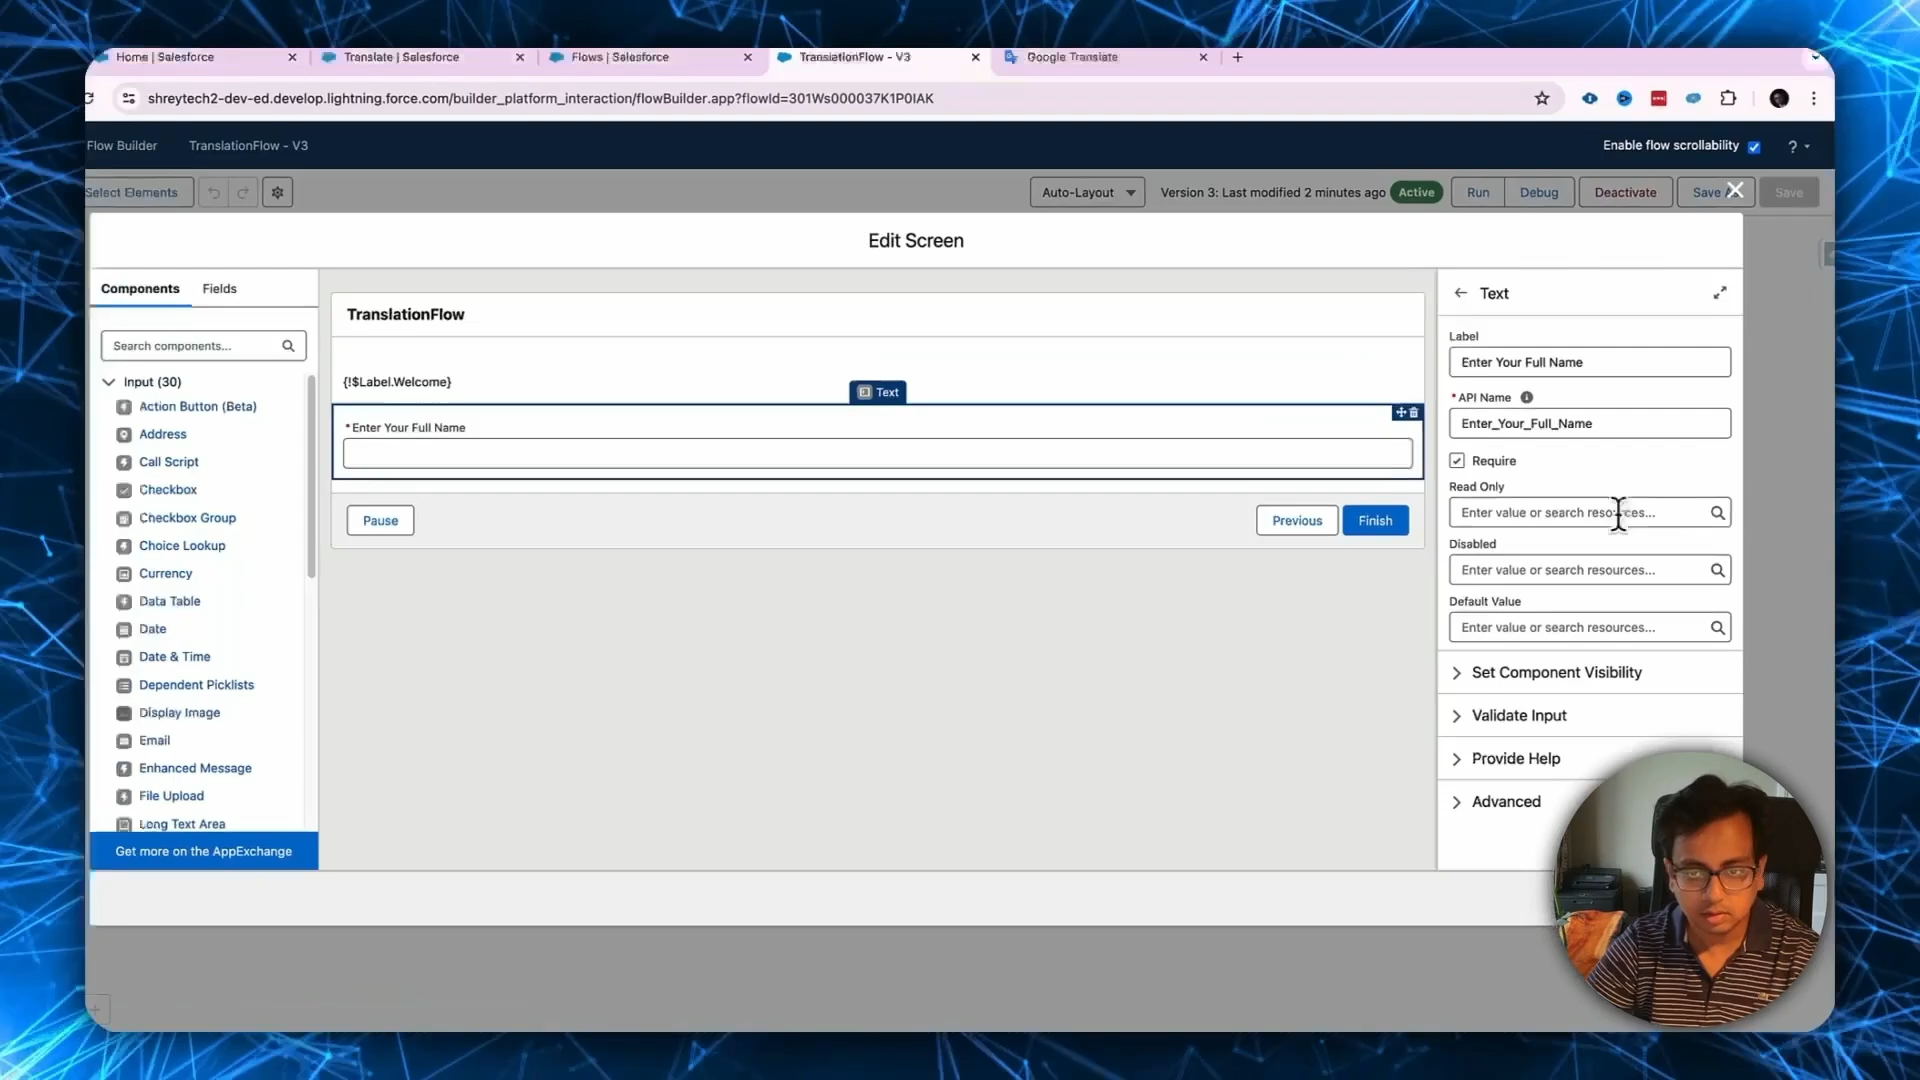 Home | Salesforce
Translate | Salesforce
Flows | Salesforce
TranslationFlow - V3
Google Translate
shreytech2-dev-ed.develop.lightning.force.com/builder_platform_interaction/flowBuilder.app?flowId=301Ws000037K1P0IAK
Flow Builder
TranslationFlow - V3
Enable flow scrollability
?
Select Elements
Auto-Layout
Version 3: Last modified 2 minutes ago
Active
Run
Debug
Deactivate
Save A
Save
Edit Screen
Components
Fields
Search components...
Input (30)
Action Button (Beta)
Address
Call Script
Checkbox
Checkbox Group
Choice Lookup
Currency
Data Table
Date
Date & Time
Dependent Picklists
Display Image
Email
Enhanced Message
File Upload
Long Text Area
Get more on the AppExchange
TranslationFlow
{!$Label.Welcome}
Text
*Enter Your Full Name
Pause
Previous
Finish
Text
Label
Enter Your Full Name
*API Name
Enter_Your_Full_Name
Require
Read Only
Enter value or search resources...
Disabled
Enter value or search resources...
Default Value
Enter value or search resources...
Set Component Visibility
Validate Input
Provide Help
Advanced